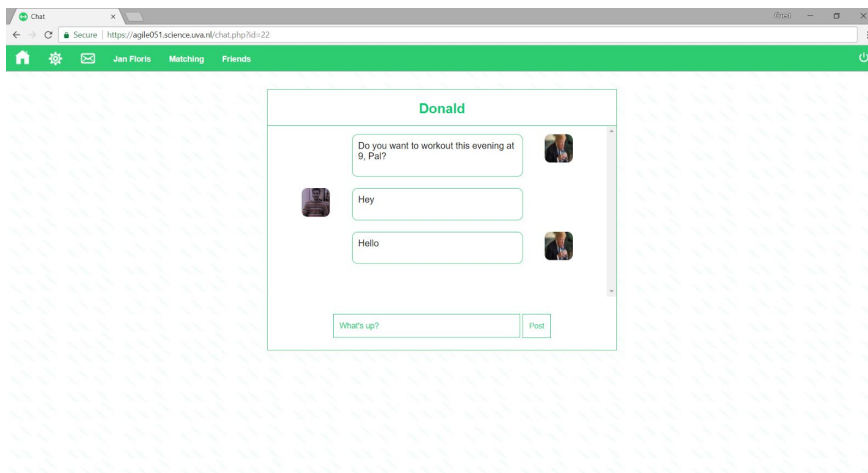 Chat
Guest
Secure | https://agile051.science.uva.nl/chat.php?id=22
Jan Floris Matching Friends
Donald
Do you want to workout this evening at
9, Pal?
Hey
Hello
What's up? Post